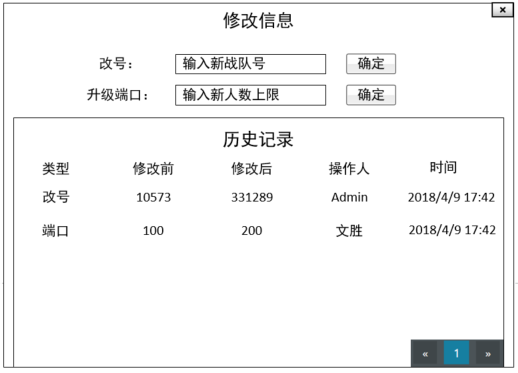 修改信息
×
改号： 输入新战队号 确定
升级端口： 输入新人数上限 确定
历史记录
类型 修改前 修改后 操作人 时间
改号 10573 331289 Admin 2018/4/9 17:42
端口 100 200 文胜 2018/4/9 17:42
« 1 »